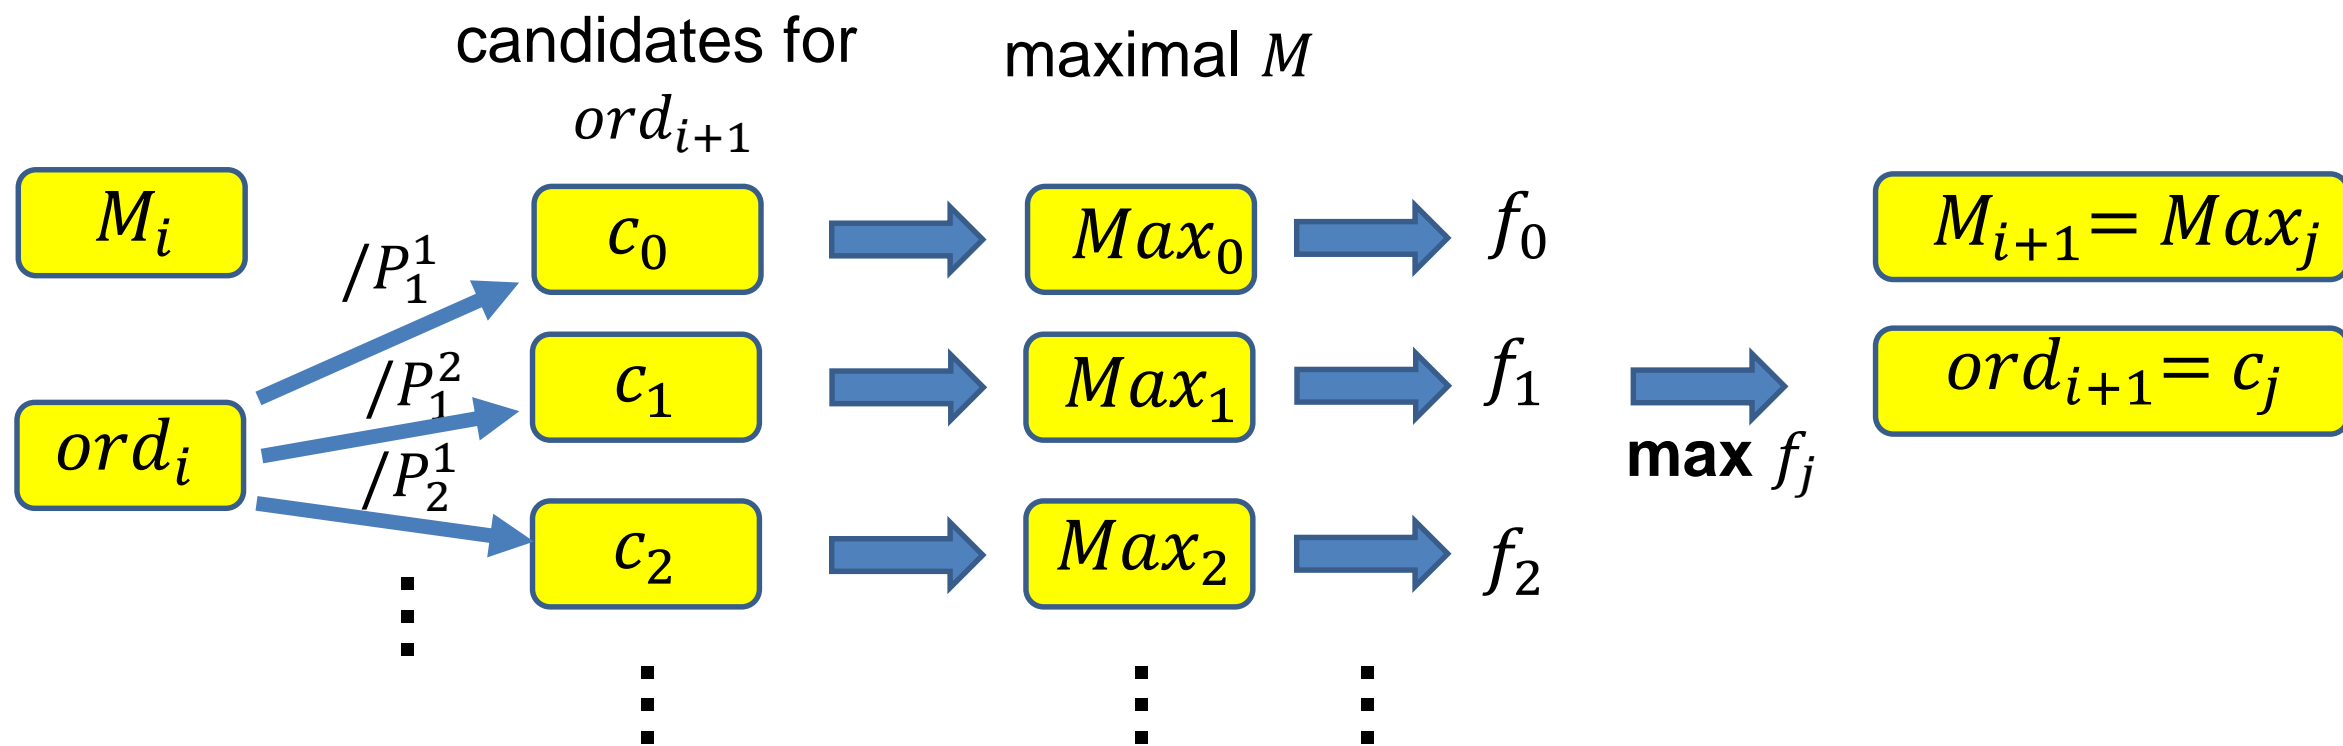 candidates for
ord_{i+1}
maximal M
M_i
/P_1^1
c_0
Max_0
f_0
M_{i+1}= Max_j
ord_i
/P_1^2
c_1
Max_1
f_1
max f_j
ord_{i+1}= c_j
/P_2^1
c_2
Max_2
f_2